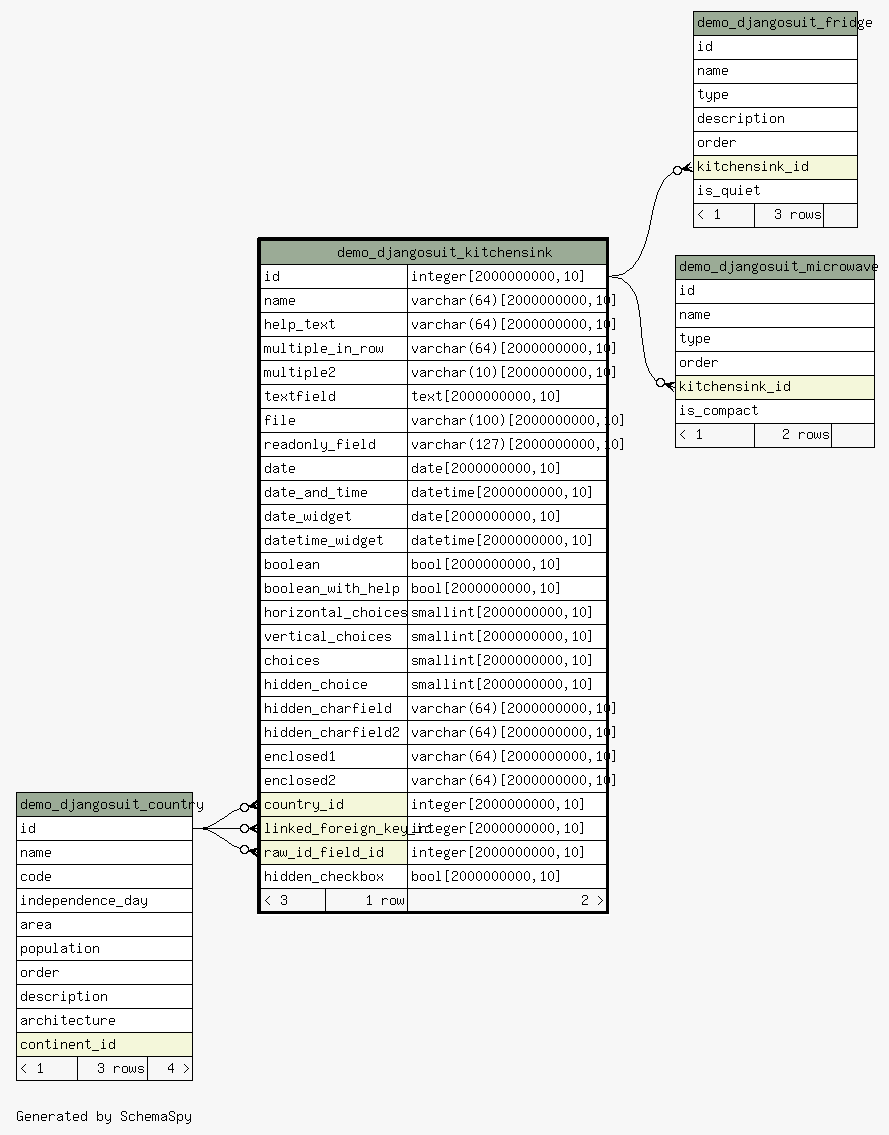 demo_djangosuit_fridge
id
name
type
description
order
kitchensink_id
is_quiet
< 1 3 rows
demo_djangosuit_kitchensink
id integer[2000000000,10]
name varchar(64)[2000000000,10]
help_text varchar(64)[2000000000,10]
multiple_in_row varchar(64)[2000000000,10]
multiple2 varchar(10)[2000000000,10]
textfield text[2000000000,10]
file varchar(100)[2000000000,10]
readonly_field varchar(127)[2000000000,10]
date date[2000000000,10]
date_and_time datetime[2000000000,10]
date_widget date[2000000000,10]
datetime_widget datetime[2000000000,10]
boolean bool[2000000000,10]
boolean_with_help bool[2000000000,10]
horizontal_choices smallint[2000000000,10]
vertical_choices smallint[2000000000,10]
choices smallint[2000000000,10]
hidden_choice smallint[2000000000,10]
hidden_charfield varchar(64)[2000000000,10]
hidden_charfield2 varchar(64)[2000000000,10]
enclosed1 varchar(64)[2000000000,10]
enclosed2 varchar(64)[2000000000,10]
country_id integer[2000000000,10]
linked_foreign_key_id integer[2000000000,10]
raw_id_field_id integer[2000000000,10]
hidden_checkbox bool[2000000000,10]
< 3 1 row 2 >
demo_djangosuit_microwave
id
name
type
order
kitchensink_id
is_compact
< 1 2 rows
demo_djangosuit_country
id
name
code
independence_day
area
population
order
description
architecture
continent_id
< 1 3 rows 4 >
Generated by SchemaSpy